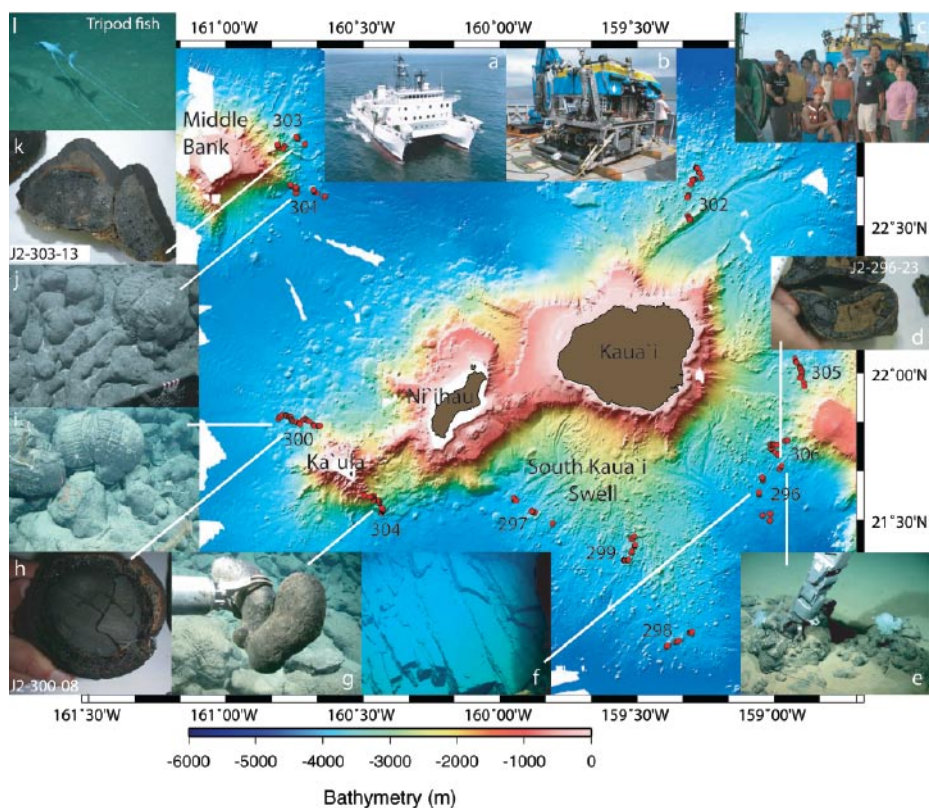 l
Tripod fish
161°00'W
160°30'W
160°00'W
159°30'W
a
b
c
k
Middle
Bank
303
301
302
22°30'N
J2-303-13
J2-296-23
d
j
Kaua`i
305
22°00'N
Ni`ihau
i
300
Ka`ula
306
South Kaua`i
Swell
296
304
297
21°30'N
299
h
298
J2-300-08
g
f
e
161°30'W
161°00'W
160°30'W
160°00'W
159°30'W
159°00'W
-6000
-5000
-4000
-3000
-2000
-1000
0
Bathymetry (m)